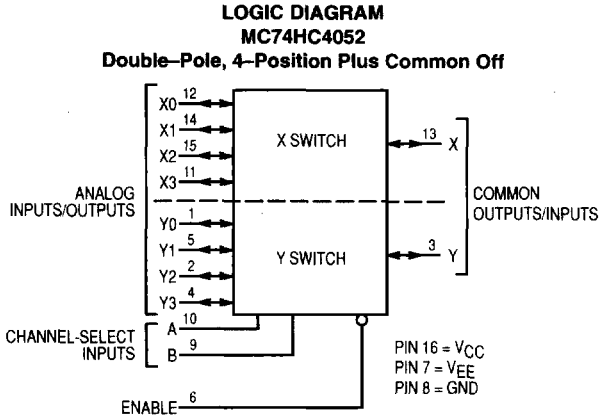 LOGIC DIAGRAM
MC74HC4052
Double–Pole, 4–Position Plus Common Off
X0 12
X1 14
X2 15
X3 11
X SWITCH
13 X
ANALOG
INPUTS/OUTPUTS
COMMON
OUTPUTS/INPUTS
Y0 1
Y1 5
Y2 2
Y3 4
Y SWITCH
3 Y
CHANNEL-SELECT
INPUTS
A 10
B 9
ENABLE 6
PIN 16 = VCC
PIN 7 = VEE
PIN 8 = GND